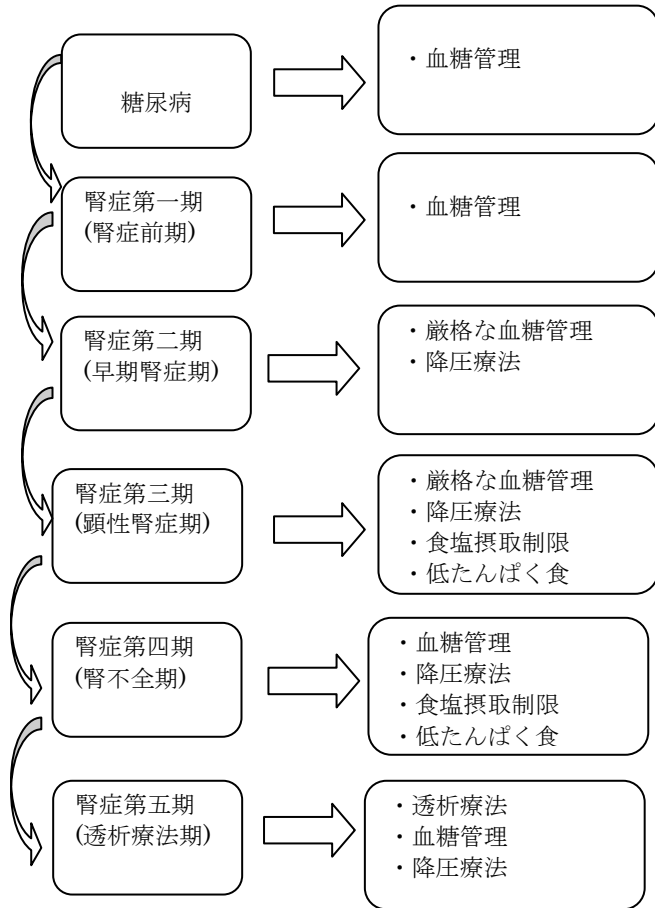 糖尿病
・血糖管理
腎症第一期
(腎症前期)
・血糖管理
腎症第二期
(早期腎症期)
・厳格な血糖管理
・降圧療法
腎症第三期
(顕性腎症期)
・厳格な血糖管理
・降圧療法
・食塩摂取制限
・低たんぱく食
腎症第四期
(腎不全期)
・血糖管理
・降圧療法
・食塩摂取制限
・低たんぱく食
腎症第五期
(透析療法期)
・透析療法
・血糖管理
・降圧療法